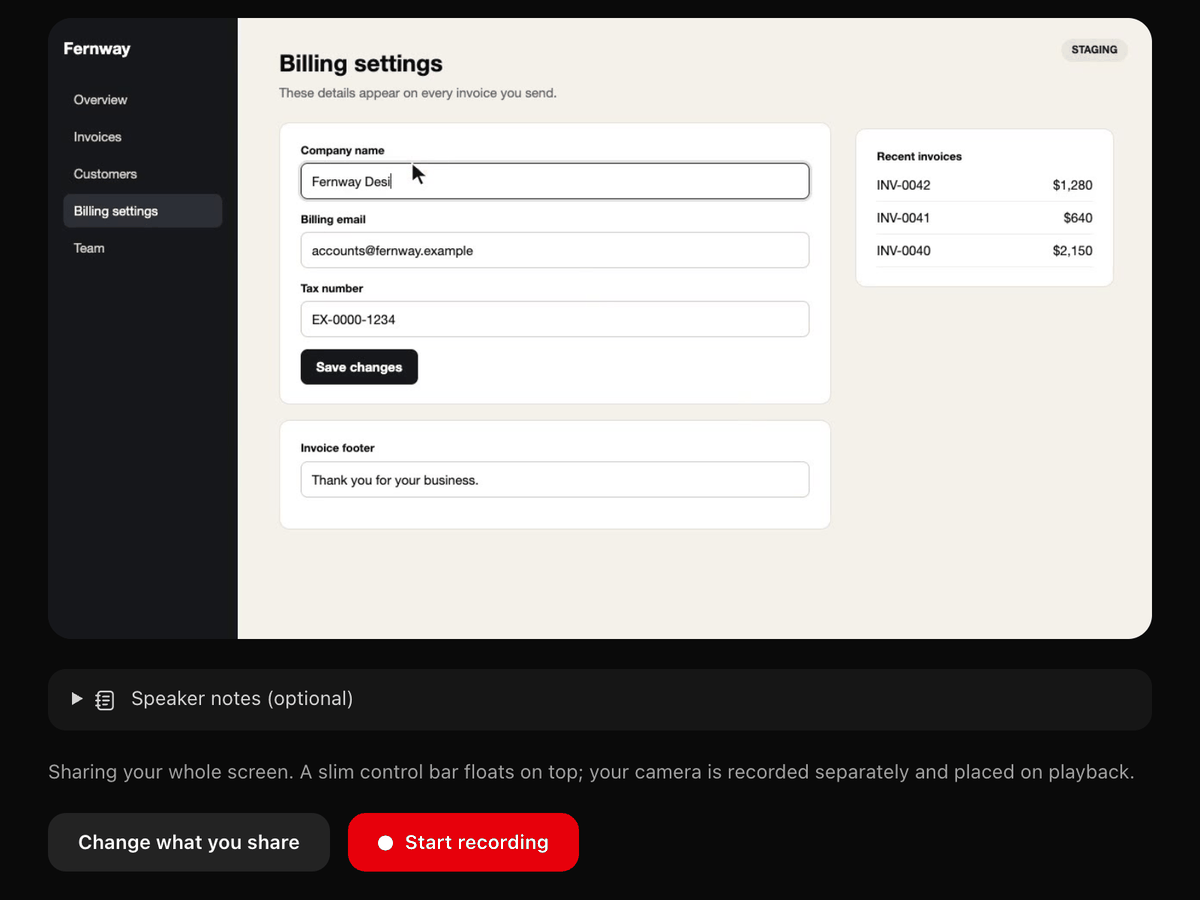 Fernway
Overview
Invoices
Customers
Billing settings
Team
Billing settings
These details appear on every invoice you send.
STAGING
Company name
Fernway Desi
Billing email
accounts@fernway.example
Tax number
EX-0000-1234
Save changes
Invoice footer
Thank you for your business.
Recent invoices
INV-0042 $1,280
INV-0041 $640
INV-0040 $2,150
Speaker notes (optional)
Sharing your whole screen. A slim control bar floats on top; your camera is recorded separately and placed on playback.
Change what you share
Start recording